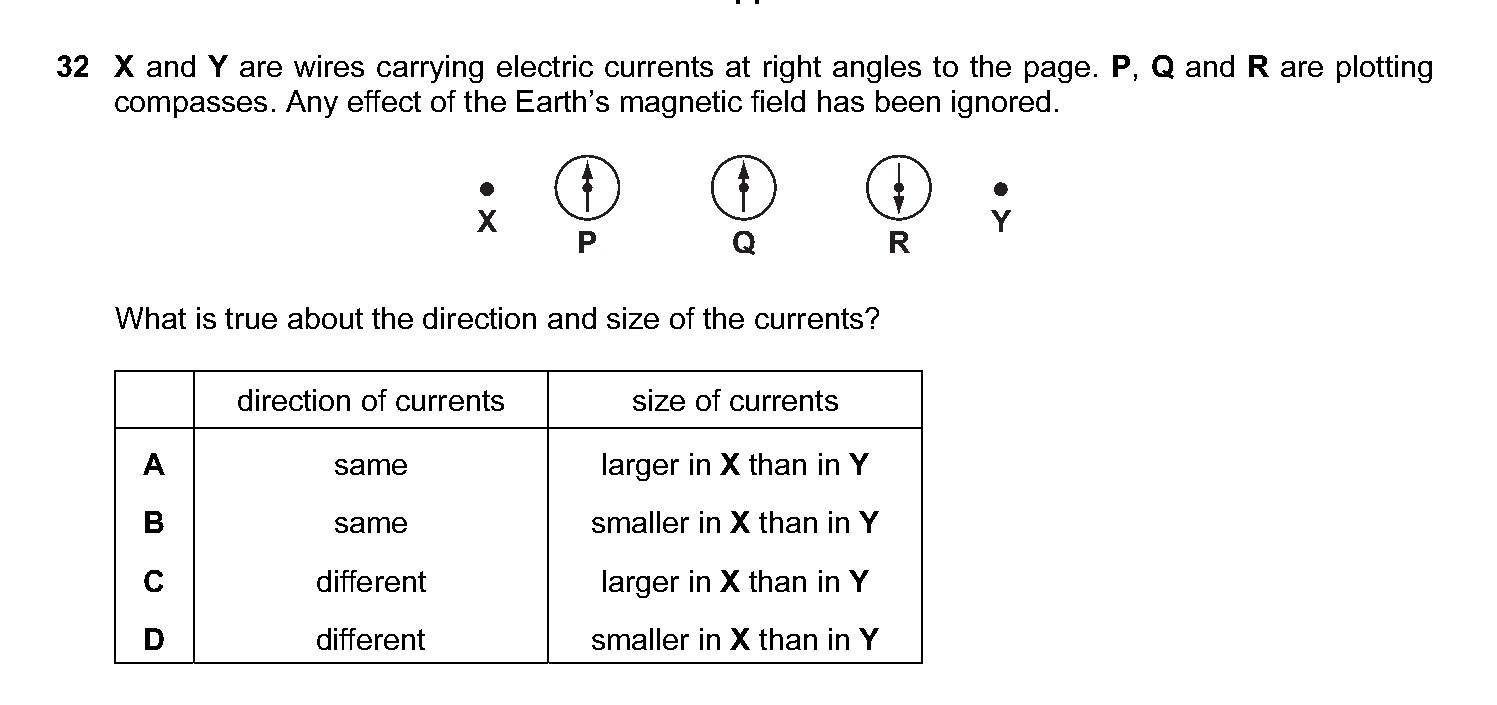 32 X and Y are wires carrying electric currents at right angles to the page. P, Q and R are plotting
compasses. Any effect of the Earth's magnetic field has been ignored.
X P Q R Y
What is true about the direction and size of the currents?
direction of currents size of currents
A same larger in X than in Y
B same smaller in X than in Y
C different larger in X than in Y
D different smaller in X than in Y